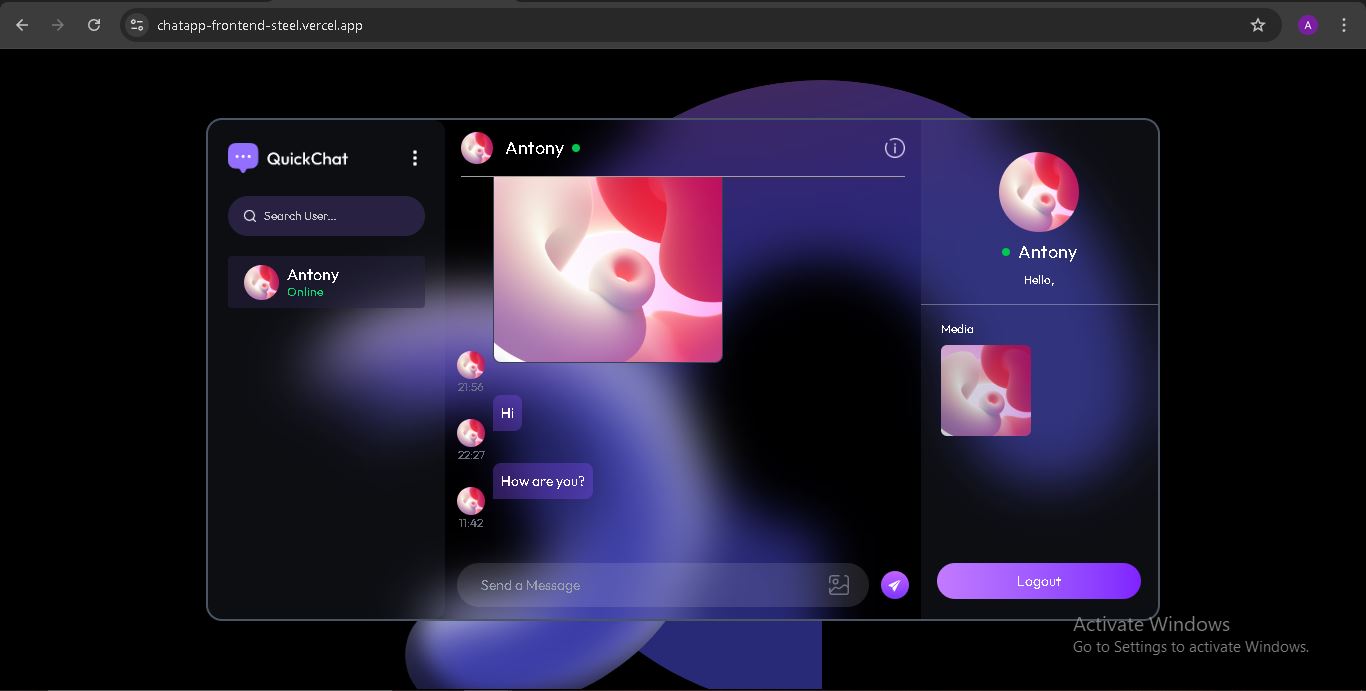 chatapp-frontend-steel.vercel.app
A
QuickChat
Search User...
Antony
Online
Antony
21:56
Hi
22:27
How are you?
11:42
Send a Message
Antony
Hello,
Media
Logout
Activate Windows
Go to Settings to activate Windows.